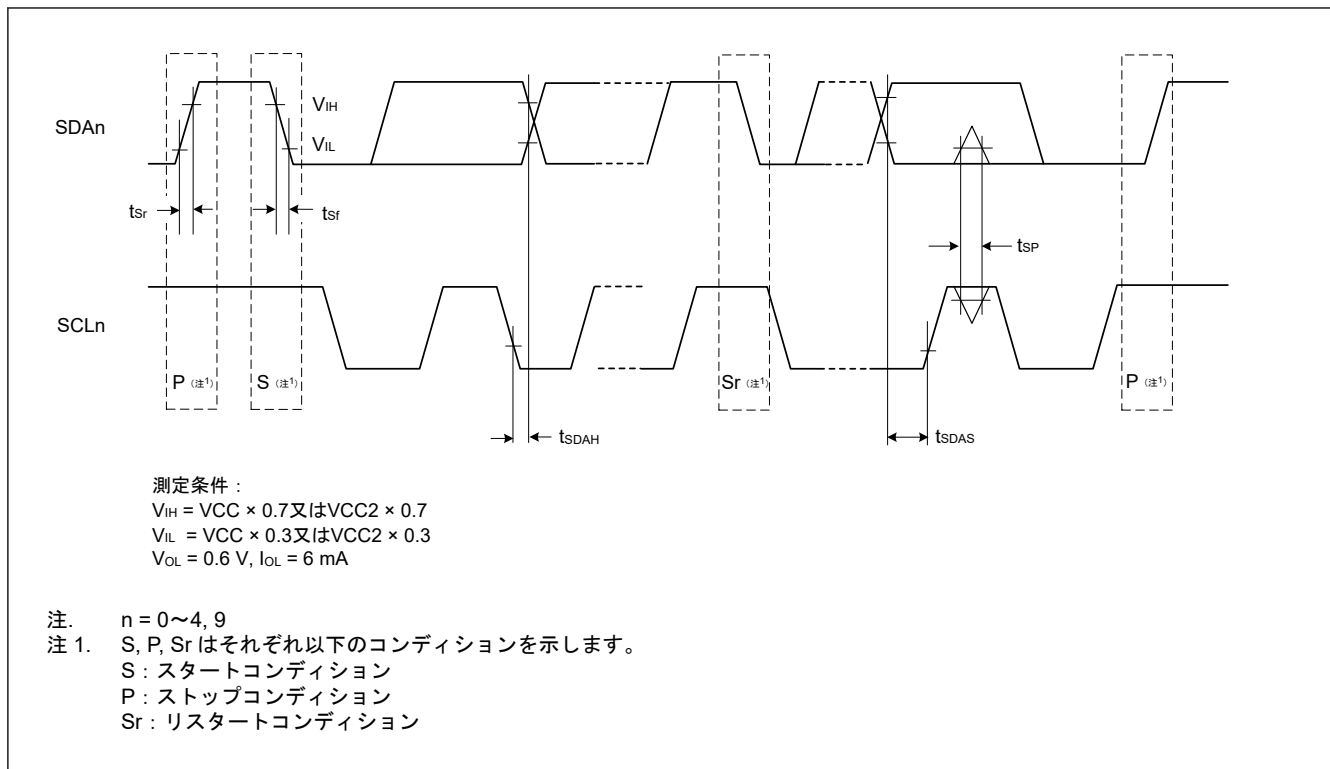 SDAn
VIH
VIL
tSr
tSf
tSP
SCLn
P（注1）
S（注1）
Sr（注1）
P（注1）
tSDAH
tSDAS
測定条件：
VIH = VCC × 0.7又はVCC2 × 0.7
VIL = VCC × 0.3又はVCC2 × 0.3
VOL = 0.6 V, IOL = 6 mA
注. n = 0～4, 9
注 1. S, P, Sr はそれぞれ以下のコンディションを示します。
S：スタートコンディション
P：ストップコンディション
Sr：リスタートコンディション